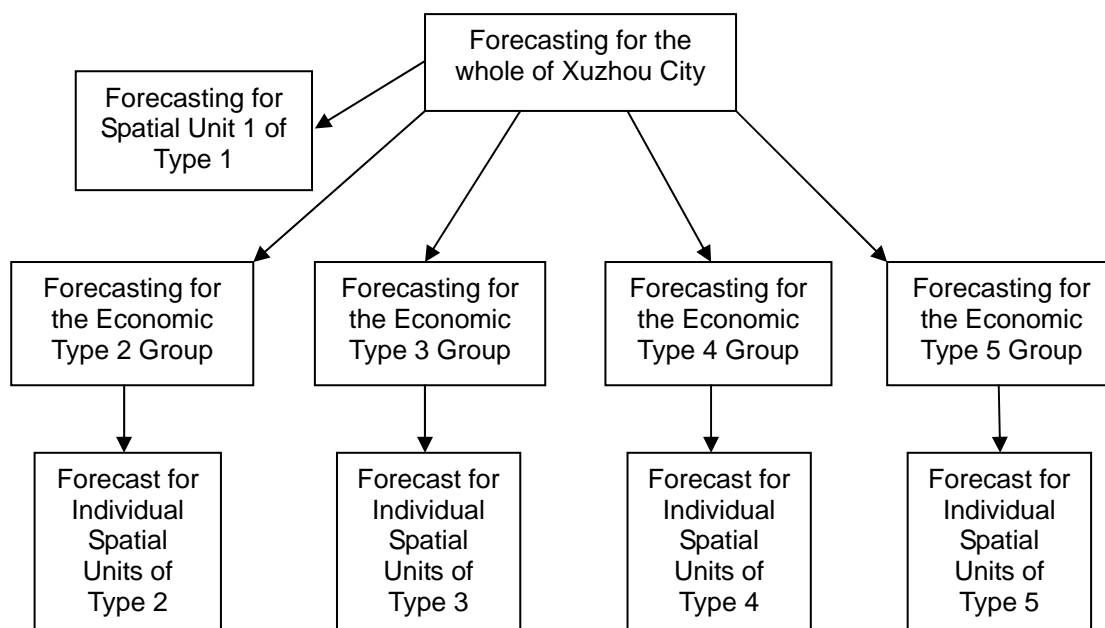 Forecasting for the
whole of Xuzhou City
Forecasting for
Spatial Unit 1 of
Type 1
Forecasting for
the Economic
Type 2 Group
Forecasting for
the Economic
Type 3 Group
Forecasting for
the Economic
Type 4 Group
Forecasting for
the Economic
Type 5 Group
Forecast for
Individual
Spatial
Units of
Type 2
Forecast for
Individual
Spatial
Units of
Type 3
Forecast for
Individual
Spatial
Units of
Type 4
Forecast for
Individual
Spatial
Units of
Type 5